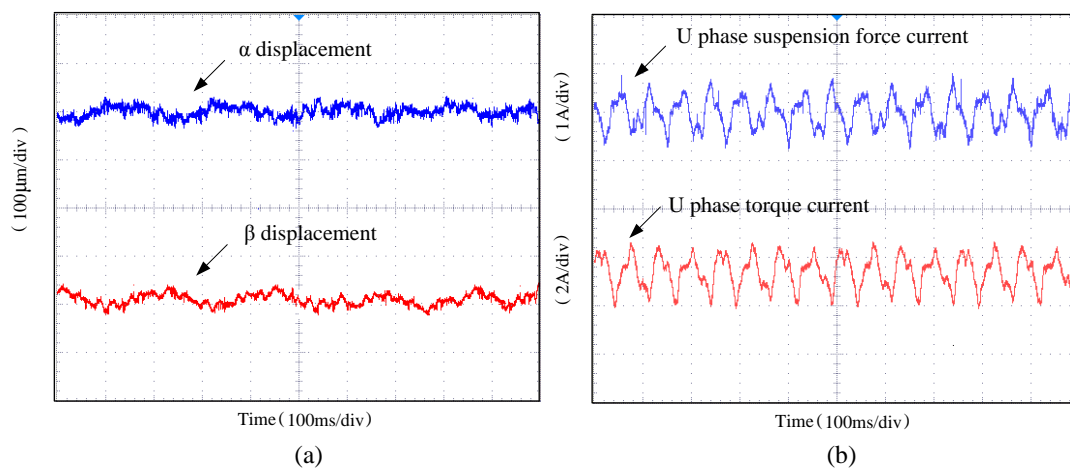 α displacement
β displacement
(100μm/div)
Time(100ms/div)
(a)
U phase suspension force current
U phase torque current
(1A/div)
(2A/div)
Time(100ms/div)
(b)